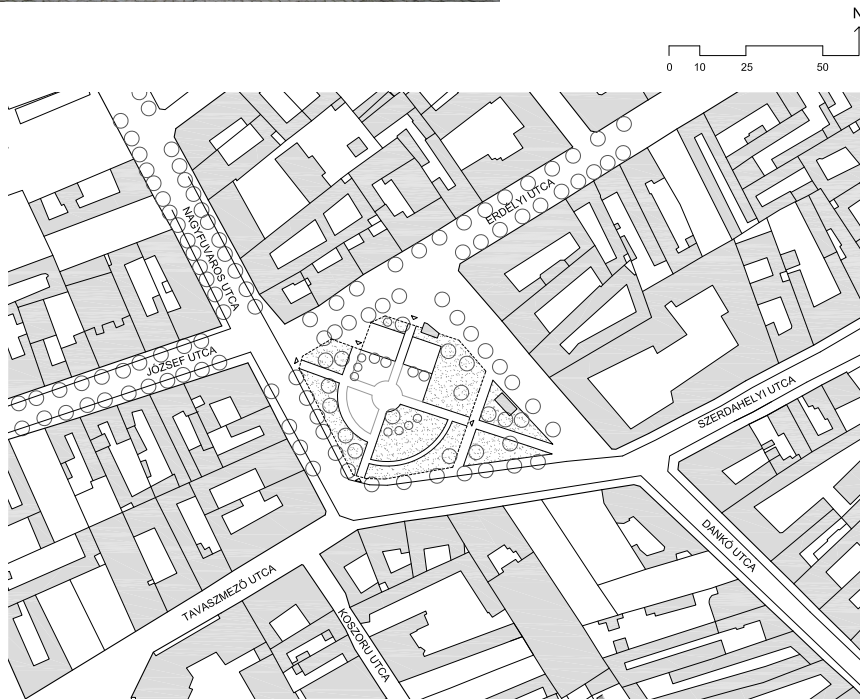 N
0 10 25 50
ERDÉLYI UTCA
NAGYFUVAROS UTCA
JÓZSEF UTCA
SZERDAHELYI UTCA
DANKÓ UTCA
TAVASZMEZŐ UTCA
KOSZORÚ UTCA